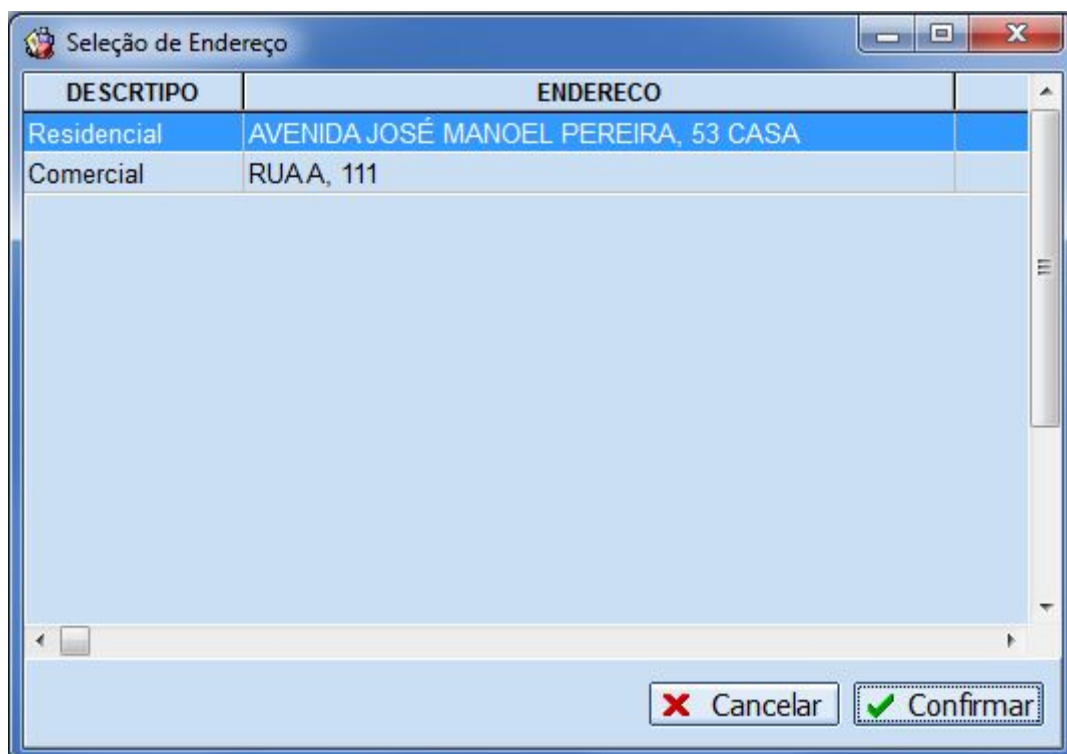 Seleção de Endereço
DESCRTIPO ENDERECO
Residencial AVENIDA JOSÉ MANOEL PEREIRA, 53 CASA
Comercial RUA A, 111
Cancelar Confirmar